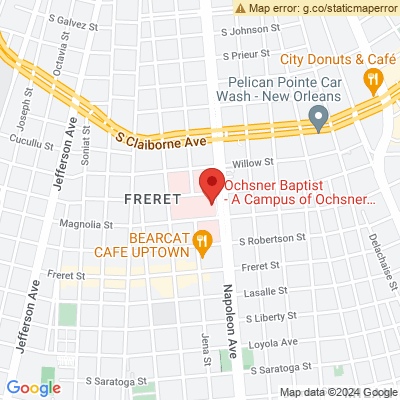 Map error: g.co/staticmaperror
S Galvez St
S Johnson St
S Prieur St
Octavia St
City Donuts & Café
Pelican Pointe Car
Wash - New Orleans
Joseph St
Jefferson Ave
Soniat St
Cucullu St
S Claiborne Ave
Willow St
FRERET
Ochsner Baptist
- A Campus of Ochsner...
Magnolia St
BEARCAT
CAFE UPTOWN
S Robertson St
Delachaise St
Freret St
Freret St
Jefferson Ave
Napoleon Ave
Lasalle St
S Liberty St
Jena St
Loyola Ave
S Saratoga St
S Saratoga St
Google
Map data ©2024 Google